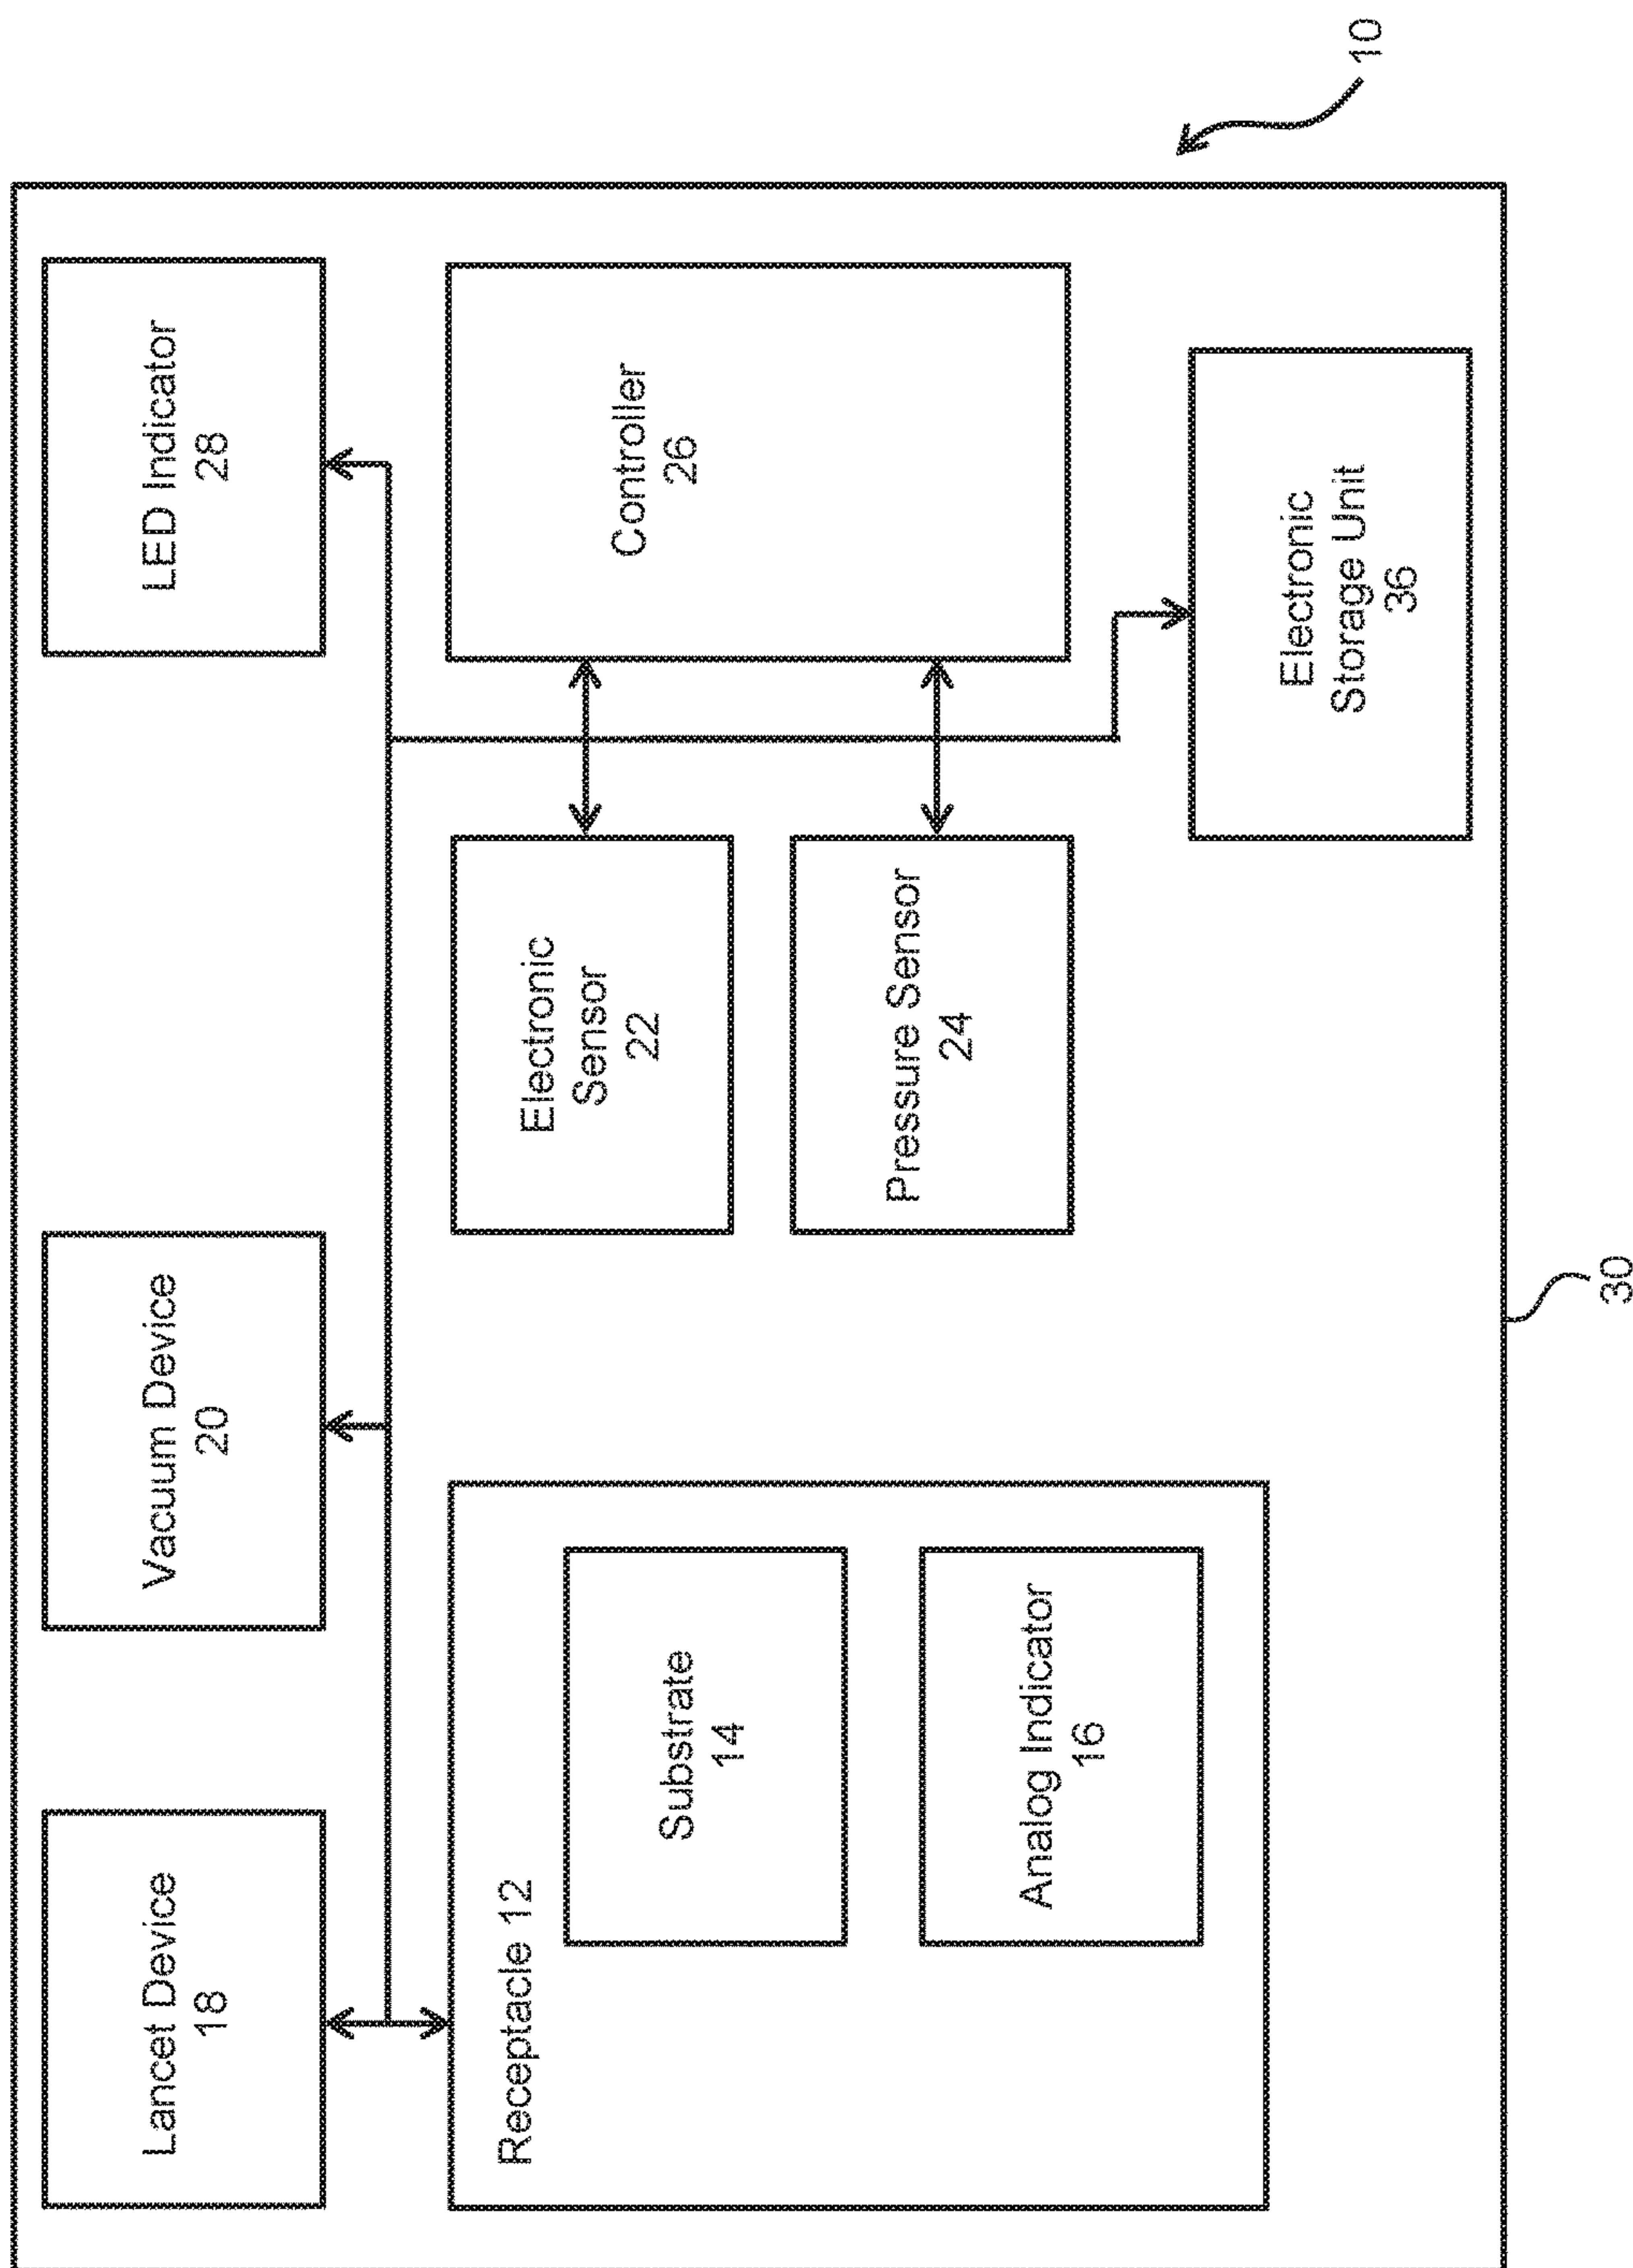 Lancet Device
18
Vacuum Device
20
LED Indicator
28
Receptacle 12
Substrate
14
Analog Indicator
16
Electronic
Sensor
22
Pressure Sensor
24
Controller
26
Electronic
Storage Unit
36
10
30